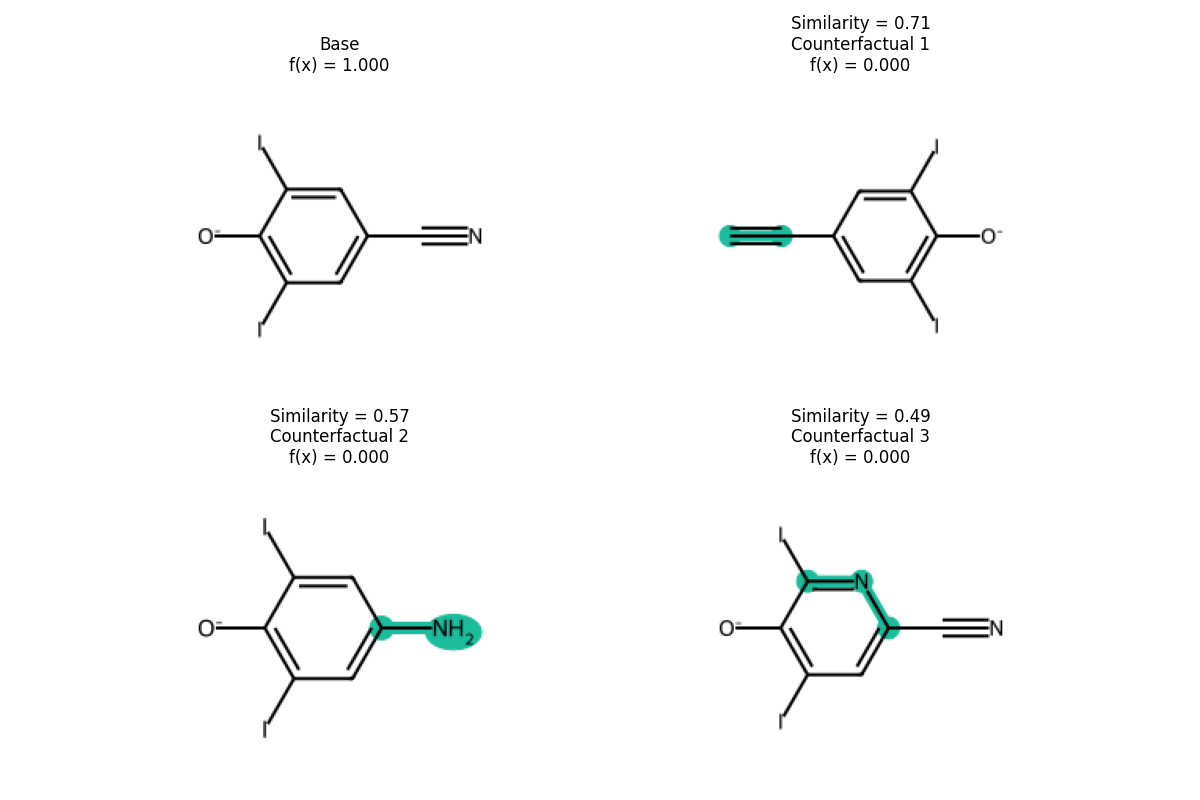 Base
f(x) = 1.000
I
O⁻
N
I
Similarity = 0.71
Counterfactual 1
f(x) = 0.000
I
O⁻
I
Similarity = 0.57
Counterfactual 2
f(x) = 0.000
I
O⁻
NH₂
I
Similarity = 0.49
Counterfactual 3
f(x) = 0.000
I
N
O⁻
N
I